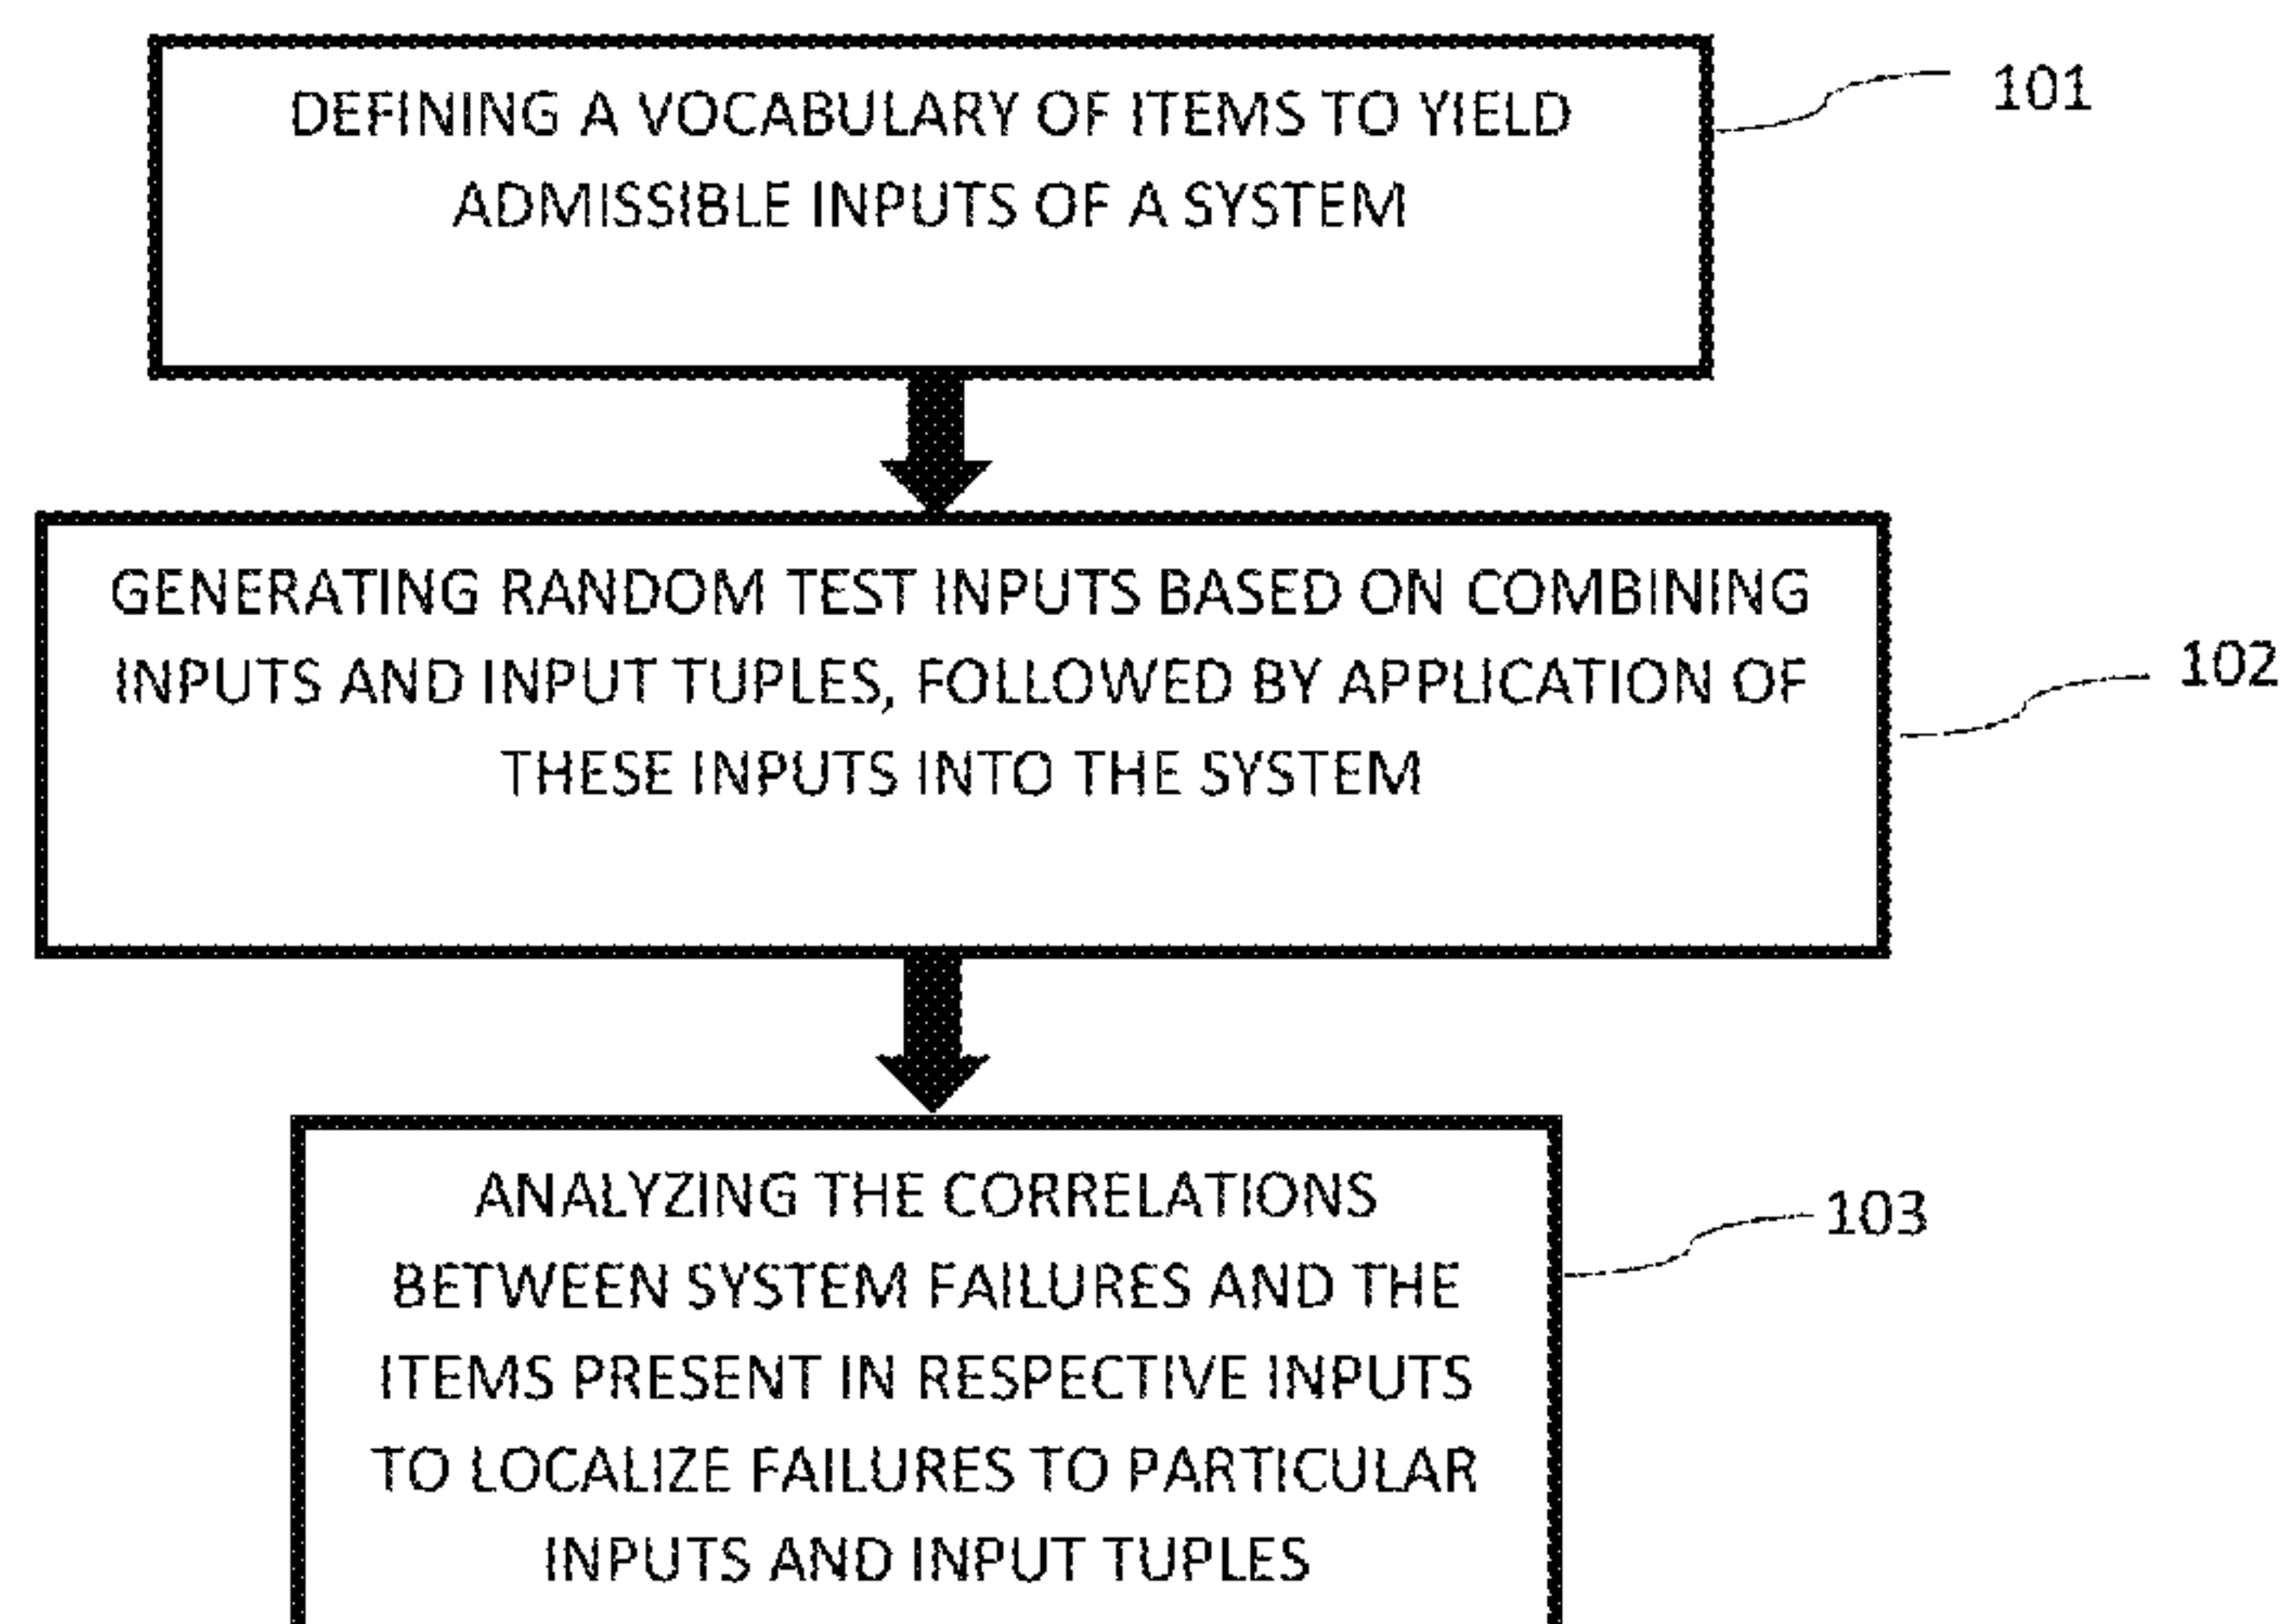 DEFINING A VOCABULARY OF ITEMS TO YIELD
ADMISSIBLE INPUTS OF A SYSTEM
101
GENERATING RANDOM TEST INPUTS BASED ON COMBINING
INPUTS AND INPUT TUPLES, FOLLOWED BY APPLICATION OF
THESE INPUTS INTO THE SYSTEM
102
ANALYZING THE CORRELATIONS
BETWEEN SYSTEM FAILURES AND THE
ITEMS PRESENT IN RESPECTIVE INPUTS
TO LOCALIZE FAILURES TO PARTICULAR
INPUTS AND INPUT TUPLES
103